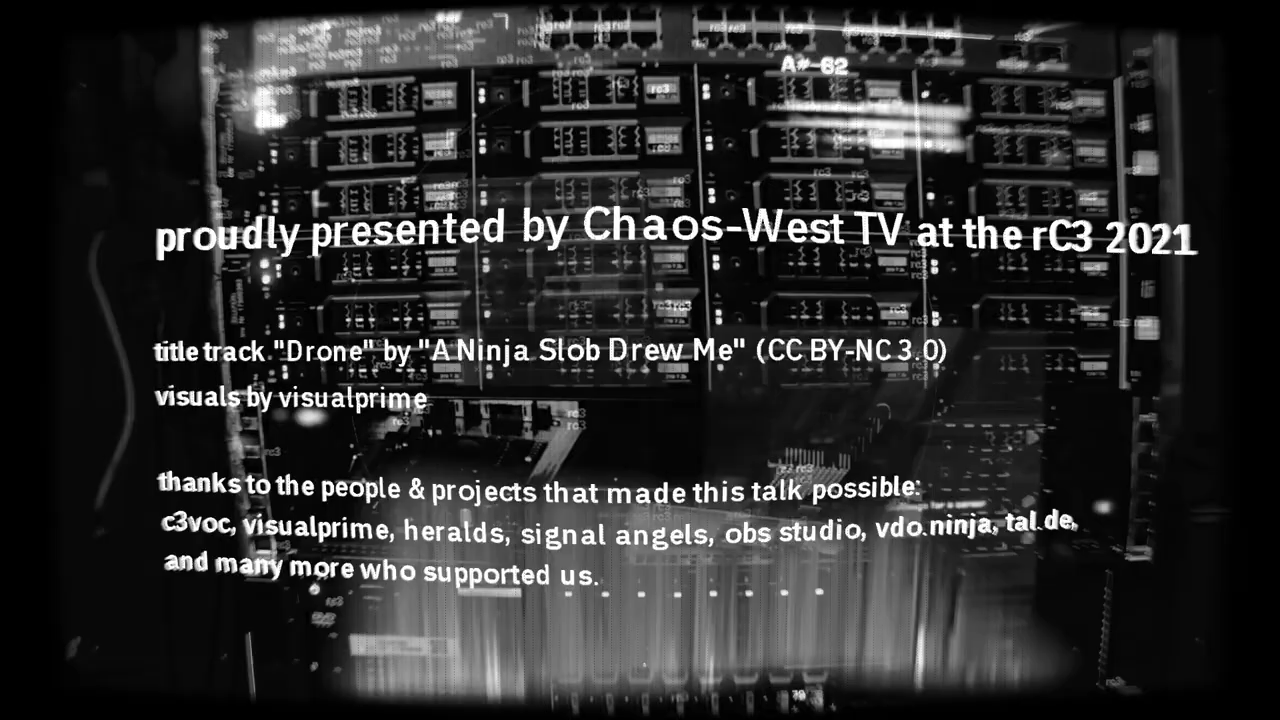 A#-62
proudly presented by Chaos-West TV at the rC3 2021
title track "Drone" by "A Ninja Slob Drew Me" (CC BY-NC 3.0)
visuals by visualprime
thanks to the people & projects that made this talk possible:
c3voc, visualprime, heralds, signal angels, obs studio, vdo.ninja, tal.de,
and many more who supported us.